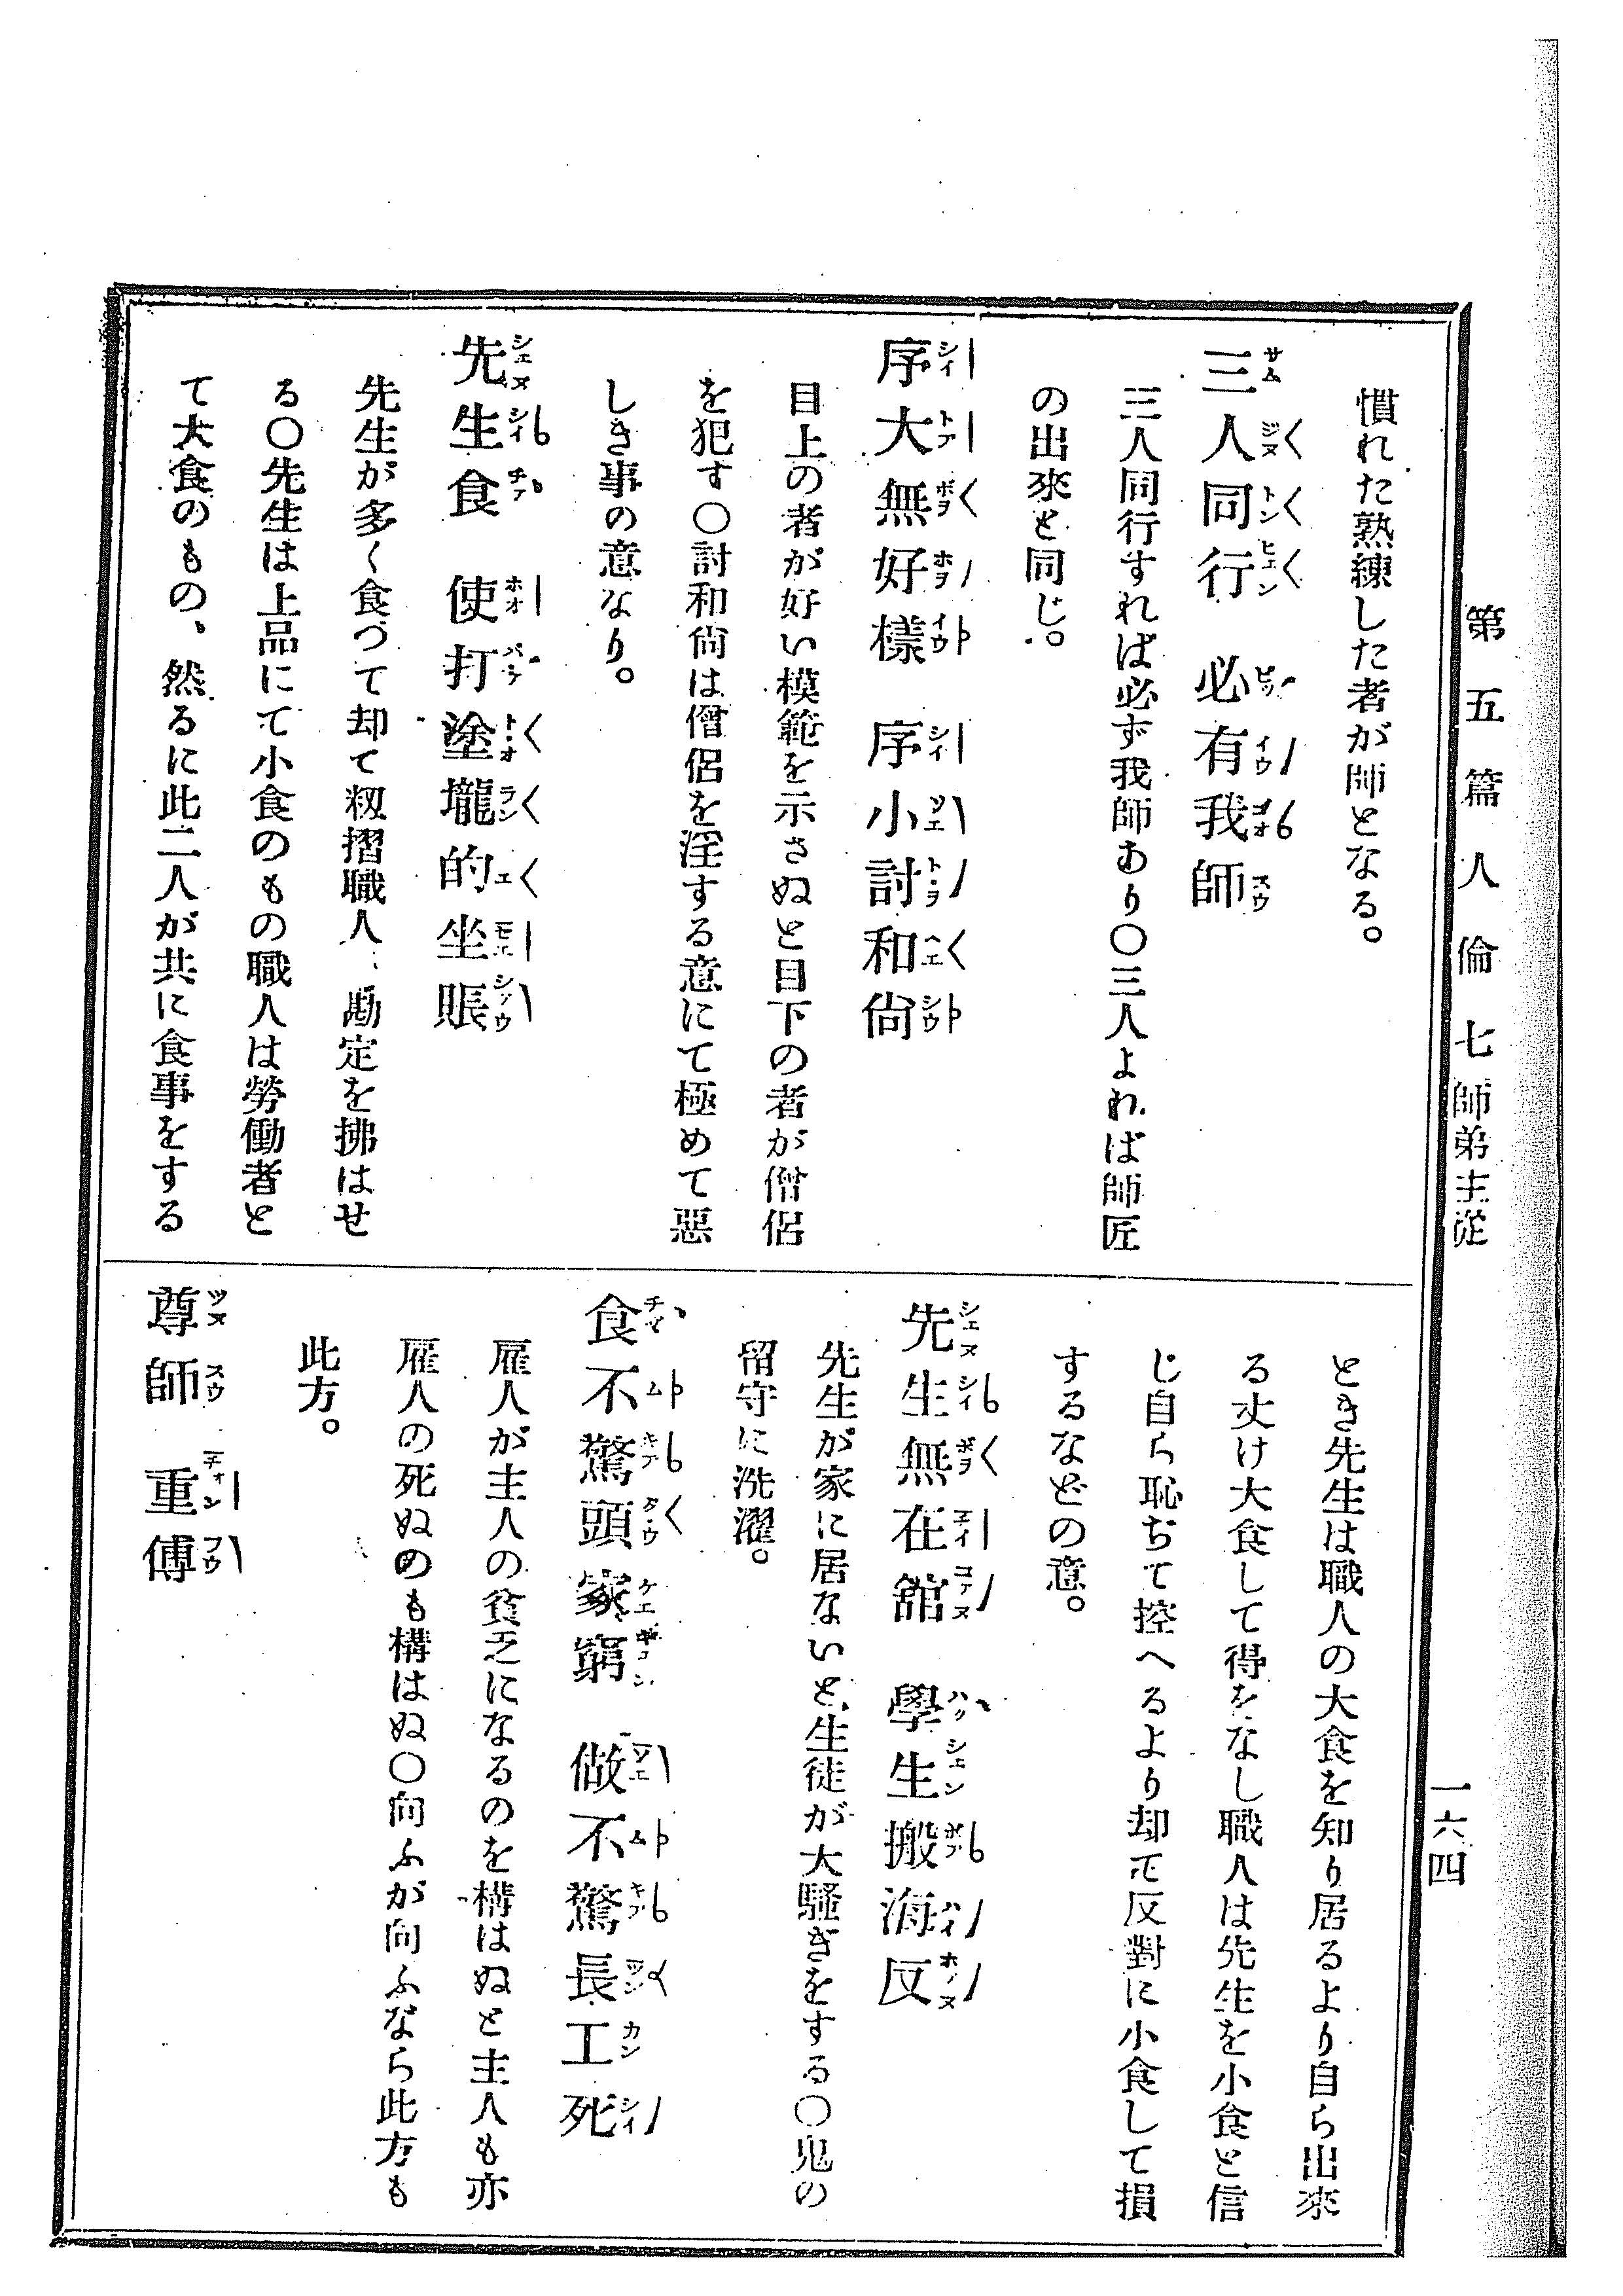 第五篇人倫 七師弟主從
一六四
慣れた熟練した者が師となる。
三人同行 必有我師
三人同行すれば必ず我師あり〇三人よれば師匠
の出來と同じ。
序大無好樣 序小討和尙
目上の者が好い模範を示さぬと目下の者が僧侶
を犯す〇討和尙は僧侶を淫する意にて極めて惡
しき事の意なり。
先生食 使打塗壠的坐賬
先生が多く食つて却て籾摺職人、勘定を拂はせ
る〇先生は上品にて小食のもの職人は勞働者と
て大食のもの、然るに此二人が共に食事をする
とき先生は職人の大食を知り居るより自ら出來
る丈け大食して得をなし職人は先生を小食と信
じ自ら恥ぢて控へるより却て反對に小食して損
するなどの意。
先生無在舘 學生搬海反
先生が家に居ないと、生徒が大騷ぎをする〇鬼の
留守に洗濯。
食不驚頭家窮 做不驚長工死
雇人が主人の貧乏になるのを構はぬと主人も亦
雇人の死ぬのも構はぬ〇向ふが向ふなら此方も
此方。
尊師 重傅